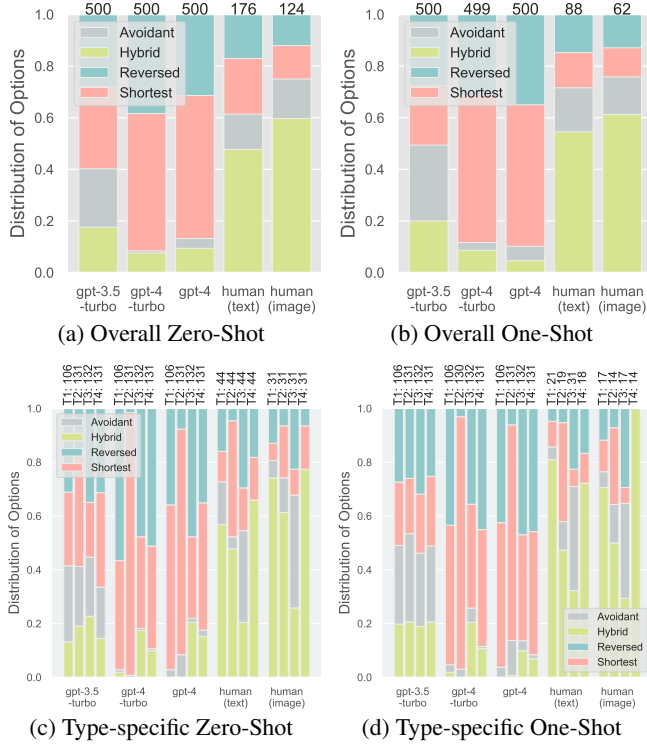 500 500 500 176 124
Distribution of Options
1.0
0.8
0.6
0.4
0.2
0.0
Avoidant
Hybrid
Reversed
Shortest
gpt-3.5
-turbo
gpt-4
-turbo
gpt-4
human
(text)
human
(image)
(a) Overall Zero-Shot
500 499 500 88 62
Distribution of Options
1.0
0.8
0.6
0.4
0.2
0.0
Avoidant
Hybrid
Reversed
Shortest
gpt-3.5
-turbo
gpt-4
-turbo
gpt-4
human
(text)
human
(image)
(b) Overall One-Shot
T1: 106
T2: 131
T3: 132
T4: 131
T1: 106
T2: 131
T3: 132
T4: 131
T1: 106
T2: 131
T3: 132
T4: 131
T1: 44
T2: 44
T3: 44
T4: 44
T1: 31
T2: 31
T3: 31
T4: 31
Distribution of Options
1.0
0.8
0.6
0.4
0.2
0.0
Avoidant
Hybrid
Reversed
Shortest
gpt-3.5
-turbo
gpt-4
-turbo
gpt-4
human
(text)
human
(image)
(c) Type-specific Zero-Shot
T1: 106
T2: 131
T3: 132
T4: 131
T1: 106
T2: 130
T3: 132
T4: 131
T1: 106
T2: 131
T3: 132
T4: 131
T1: 21
T2: 19
T3: 31
T4: 18
T1: 17
T2: 14
T3: 17
T4: 14
Distribution of Options
1.0
0.8
0.6
0.4
0.2
0.0
Avoidant
Hybrid
Reversed
Shortest
gpt-3.5
-turbo
gpt-4
-turbo
gpt-4
human
(text)
human
(image)
(d) Type-specific One-Shot